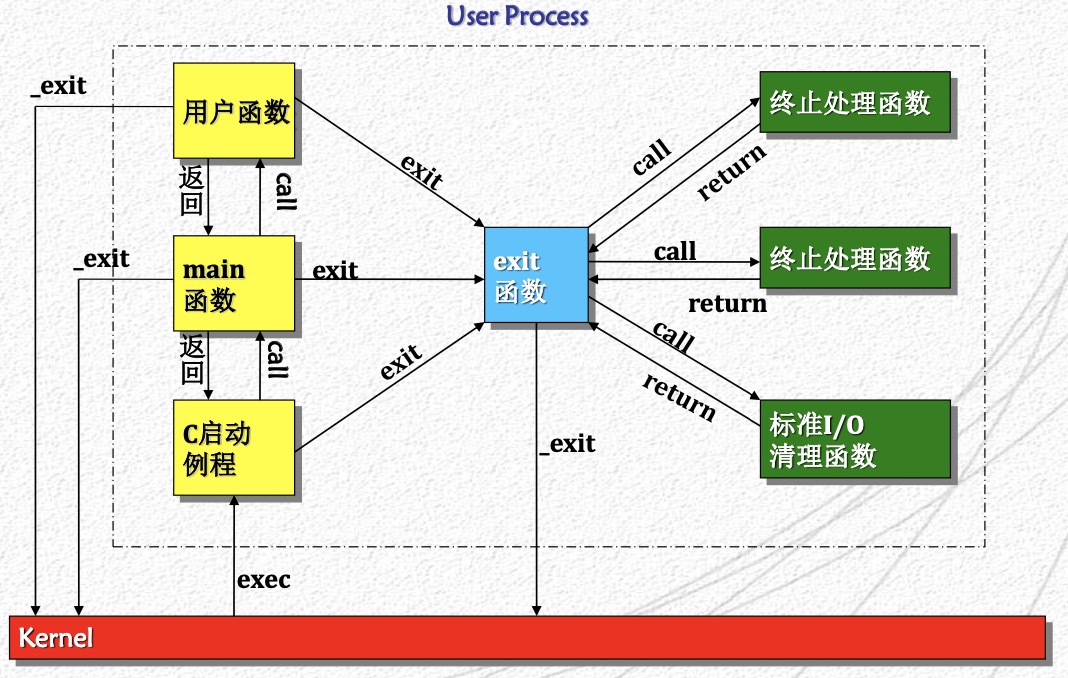 User Process
_exit
用户函数
终止处理函数
exit
call
return
返
回
call
_exit
main
函数
exit
exit
函数
call
终止处理函数
return
返
回
call
exit
call
return
C启动
例程
标准I/O
清理函数
_exit
exec
Kernel